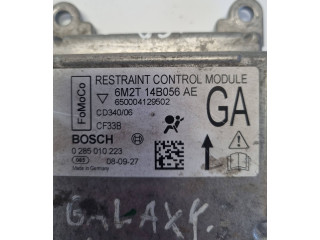 RESTRAINT CONTROL MODULE
FoMoCo
6M2T 14B056 AE
650004129502
GA
CD340/06
CF33B
BOSCH
0 285 010 223
08-09-27
Made in Germany
GALAXY.